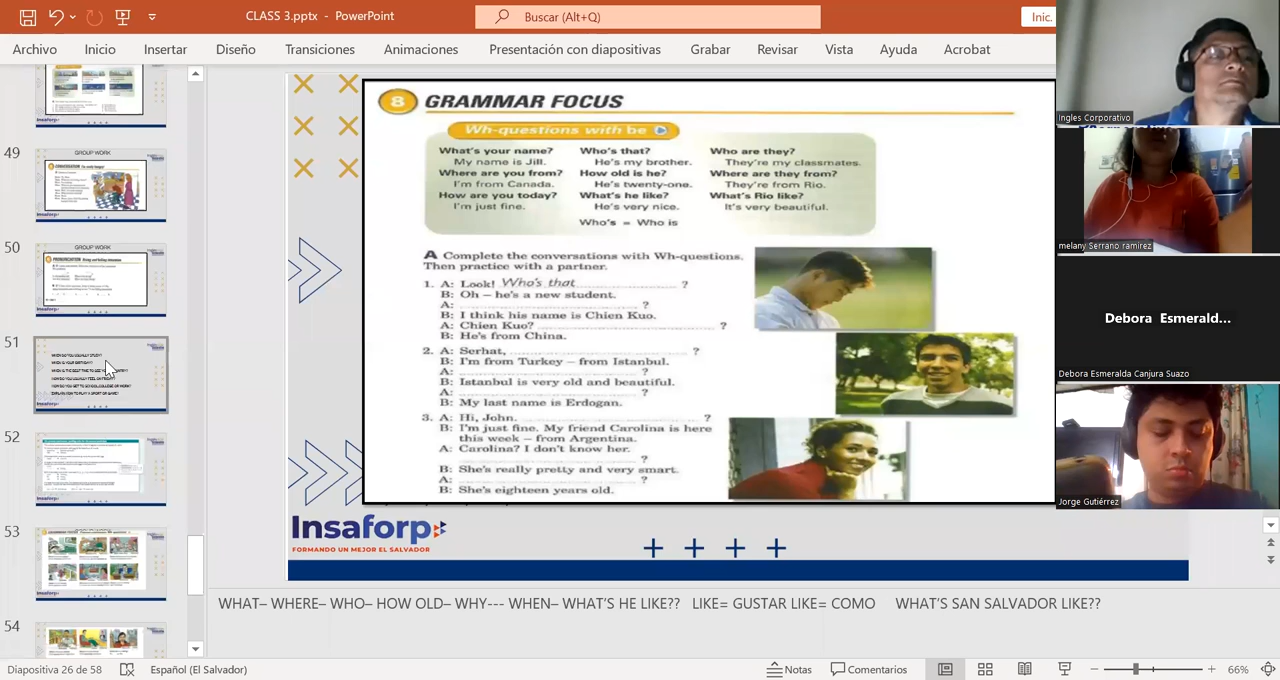 CLASS 3.pptx - PowerPoint
Buscar (Alt+Q)
Inic.
Archivo Inicio Insertar Diseño Transiciones Animaciones Presentación con diapositivas Grabar Revisar Vista Ayuda Acrobat
49
GROUP WORK
50
GROUP WORK
51
52
53
54
8 GRAMMAR FOCUS
Wh-questions with be
What's your name? Who's that? Who are they?
My name is Jill. He's my brother. They're my classmates.
Where are you from? How old is he? Where are they from?
I'm from Canada. He's twenty-one. They're from Rio.
How are you today? What's he like? What's Rio like?
I'm just fine. He's very nice. It's very beautiful.
Who's = Who is
A Complete the conversations with Wh-questions.
Then practice with a partner.
1. A: Look! Who's that ?
B: Oh – he's a new student.
A: ?
B: I think his name is Chien Kuo.
A: Chien Kuo? ?
B: He's from China.
2. A: Serhat, ?
B: I'm from Turkey – from Istanbul.
A: ?
B: Istanbul is very old and beautiful.
A: ?
B: My last name is Erdogan.
3. A: Hi, John. ?
B: I'm just fine. My friend Carolina is here
this week – from Argentina.
A: Carolina? I don't know her.
?
B: She's really pretty and very smart.
A: ?
B: She's eighteen years old.
Insaforp
FORMANDO UN MEJOR EL SALVADOR
WHAT– WHERE– WHO– HOW OLD– WHY--- WHEN– WHAT'S HE LIKE?? LIKE= GUSTAR LIKE= COMO WHAT'S SAN SALVADOR LIKE??
Diapositiva 26 de 58 Español (El Salvador) Notas Comentarios 66%
Ingles Corporativo
melany Serrano ramirez
Debora Esmerald...
Debora Esmeralda Canjura Suazo
Jorge Gutiérrez